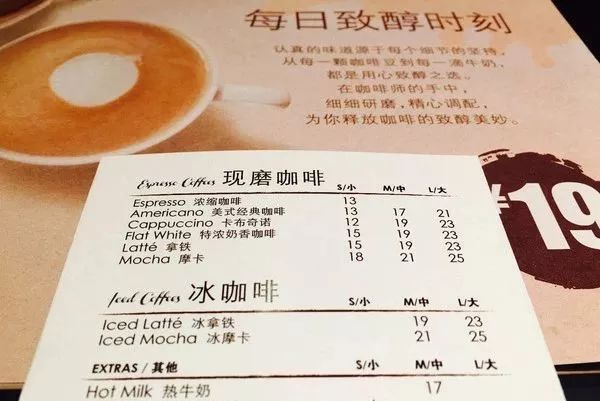 每日致醇时刻
认真的味道源于每个细节的坚持,
从每一颗咖啡豆到每一滴牛奶,
都是用心致醇之选。
在咖啡师的手中,
细细研磨,精心调配,
为你释放咖啡的致醇美妙。
¥19
Espresso Coffees 现磨咖啡 S/小 M/中 L/大
Espresso 浓缩咖啡 13
Americano 美式经典咖啡 13 17 21
Cappuccino 卡布奇诺 12 19 23
Flat White 特浓奶香咖啡 15 19 23
Latté 拿铁 15 19 23
Mocha 摩卡 18 21 25
Iced Coffees 冰咖啡 S/小 M/中 L/大
Iced Latté 冰拿铁 19 23
Iced Mocha 冰摩卡 21 25
EXTRAS / 其他 S/小 M/中 L/大
Hot Milk 热牛奶 17